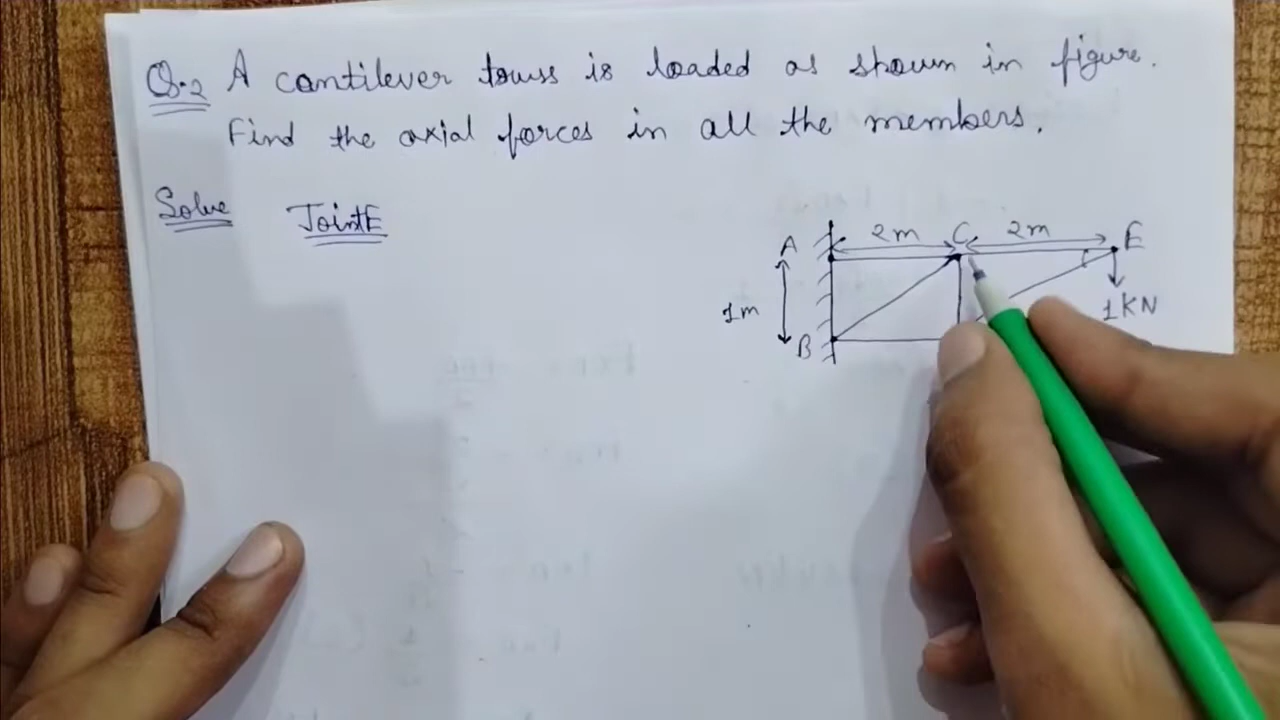 Q.2 A cantilever truss is loaded as shown in figure.
Find the axial forces in all the members.
Solve JointE
A 2m C 2m E
1m
1KN
B